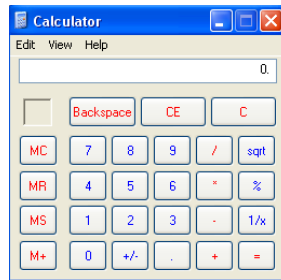 Calculator
Edit View Help
0.
Backspace CE C
MC 7 8 9 / sqrt
MR 4 5 6 * %
MS 1 2 3 - 1/x
M+ 0 +/- . + =